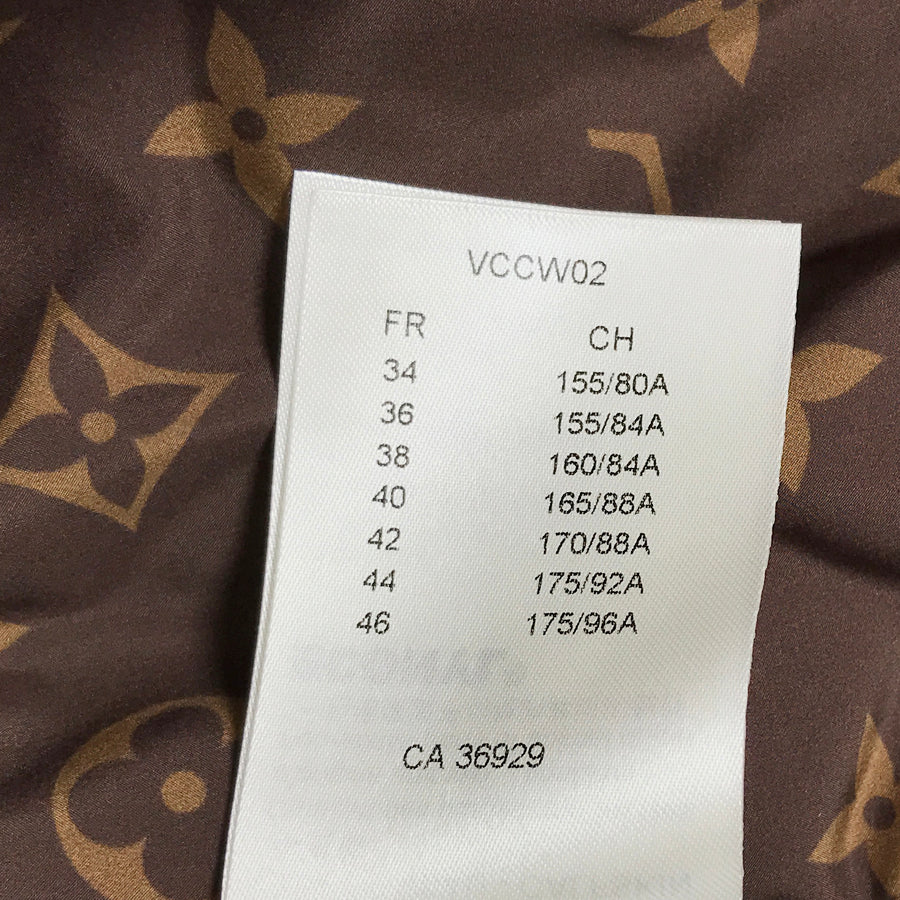 VCCW02
FR CH
34 155/80A
36 155/84A
38 160/84A
40 165/88A
42 170/88A
44 175/92A
46 175/96A
CA 36929